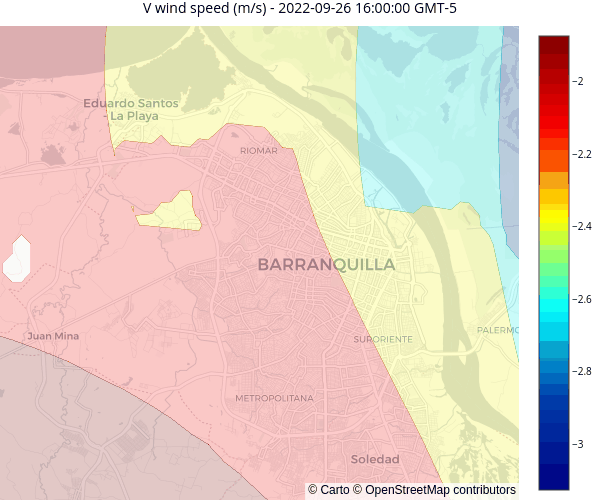 V wind speed (m/s) - 2022-09-26 16:00:00 GMT-5
−2
Eduardo Santos
- La Playa
RIOMAR
−2.2
−2.4
BARRANQUILLA
−2.6
Juan Mina
SURORIENTE
PALERMO
−2.8
METROPOLITANA
−3
Soledad
© Carto © OpenStreetMap contributors